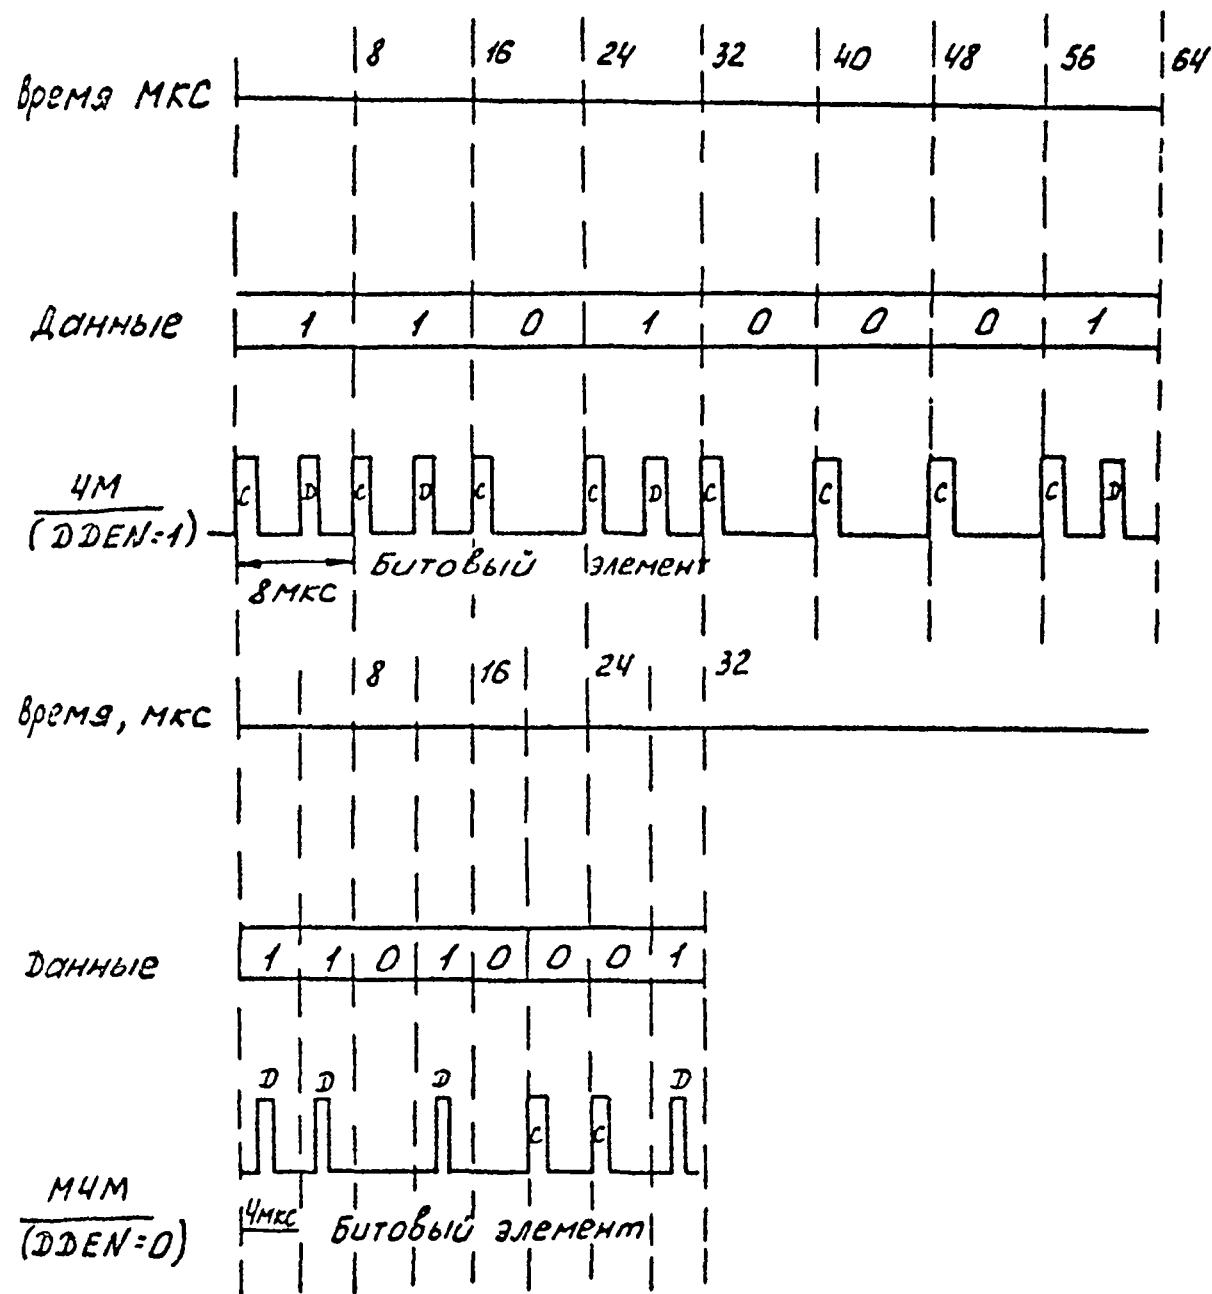 8 16 24 32 40 48 56 64
время МКС
Данные 1 1 0 1 0 0 0 1
ЧМ
(DDEN=1)
C D C D C C D C C C C D
Битовый элемент
8мкс
8 16 24 32
время, мкс
Данные 1 1 0 1 0 0 0 1
D D D D
C C
МЧМ
(DDEN=0)
4мкс Битовый элемент